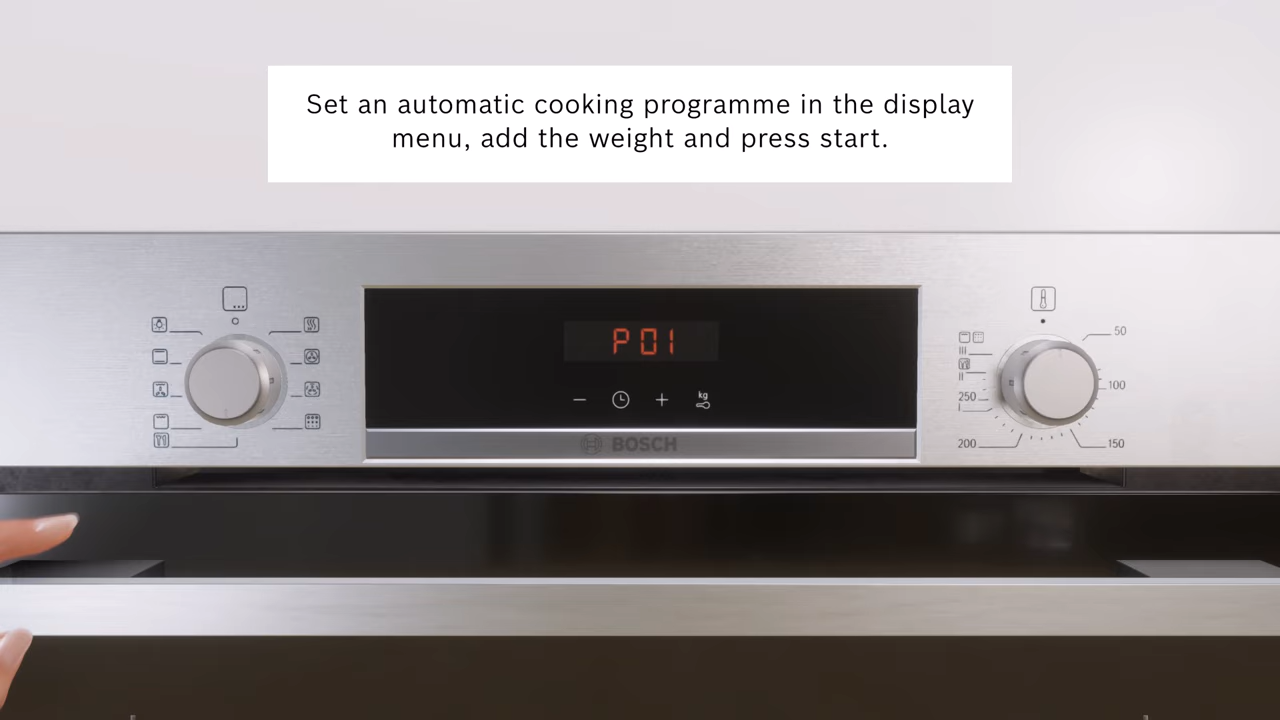 Set an automatic cooking programme in the display
menu, add the weight and press start.
P01
kg
BOSCH
50
100
150
200
250